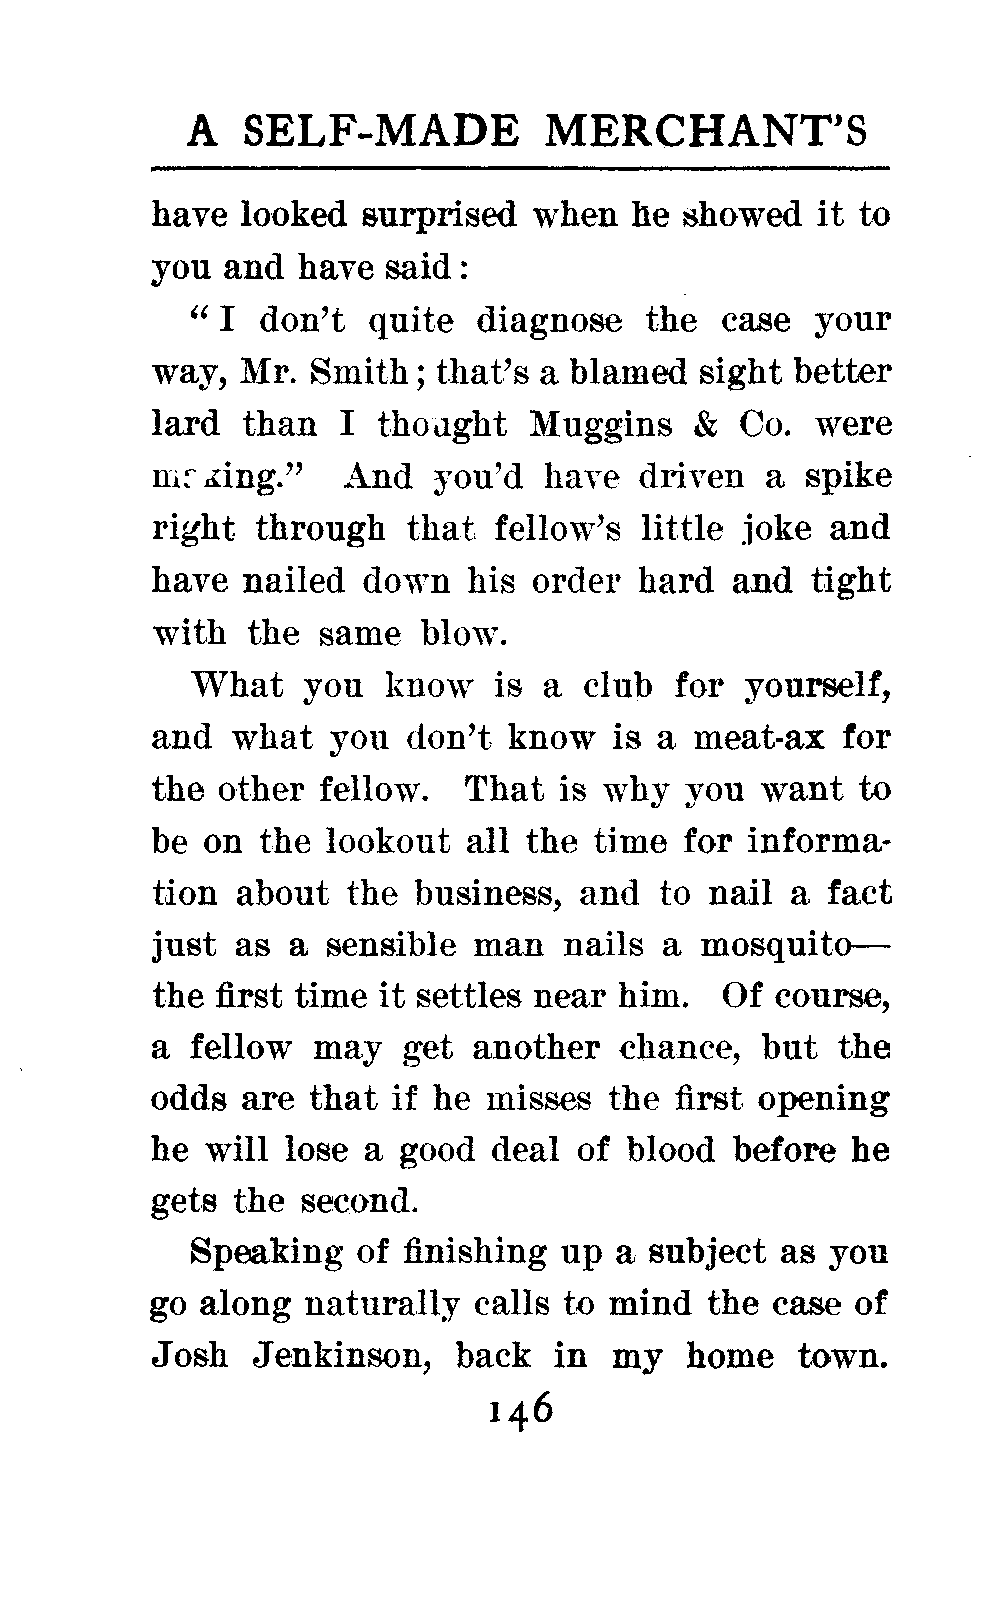 A SELF-MADE MERCHANT'S
have looked surprised when he showed it to
you and have said:
"I don't quite diagnose the case your
way, Mr. Smith; that's a blamed sight better
lard than I thought Muggins & Co. were
making." And you'd have driven a spike
right through that fellow's little joke and
have nailed down his order hard and tight
with the same blow.
What you know is a club for yourself,
and what you don't know is a meat-ax for
the other fellow. That is why you want to
be on the lookout all the time for informa-
tion about the business, and to nail a fact
just as a sensible man nails a mosquito—
the first time it settles near him. Of course,
a fellow may get another chance, but the
odds are that if he misses the first opening
he will lose a good deal of blood before he
gets the second.
Speaking of finishing up a subject as you
go along naturally calls to mind the case of
Josh Jenkinson, back in my home town.
146